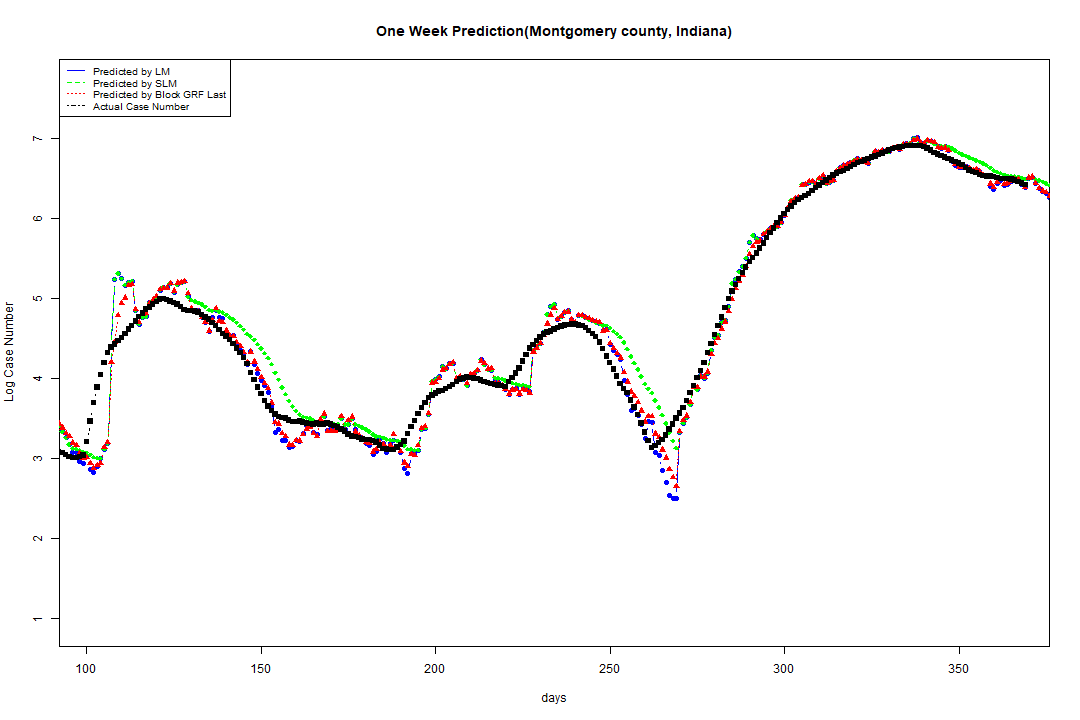 One Week Prediction(Montgomery county, Indiana)
Predicted by LM
Predicted by SLM
Predicted by Block GRF Last
Actual Case Number
7
6
5
4
3
2
1
Log Case Number
100 150 200 250 300 350
days